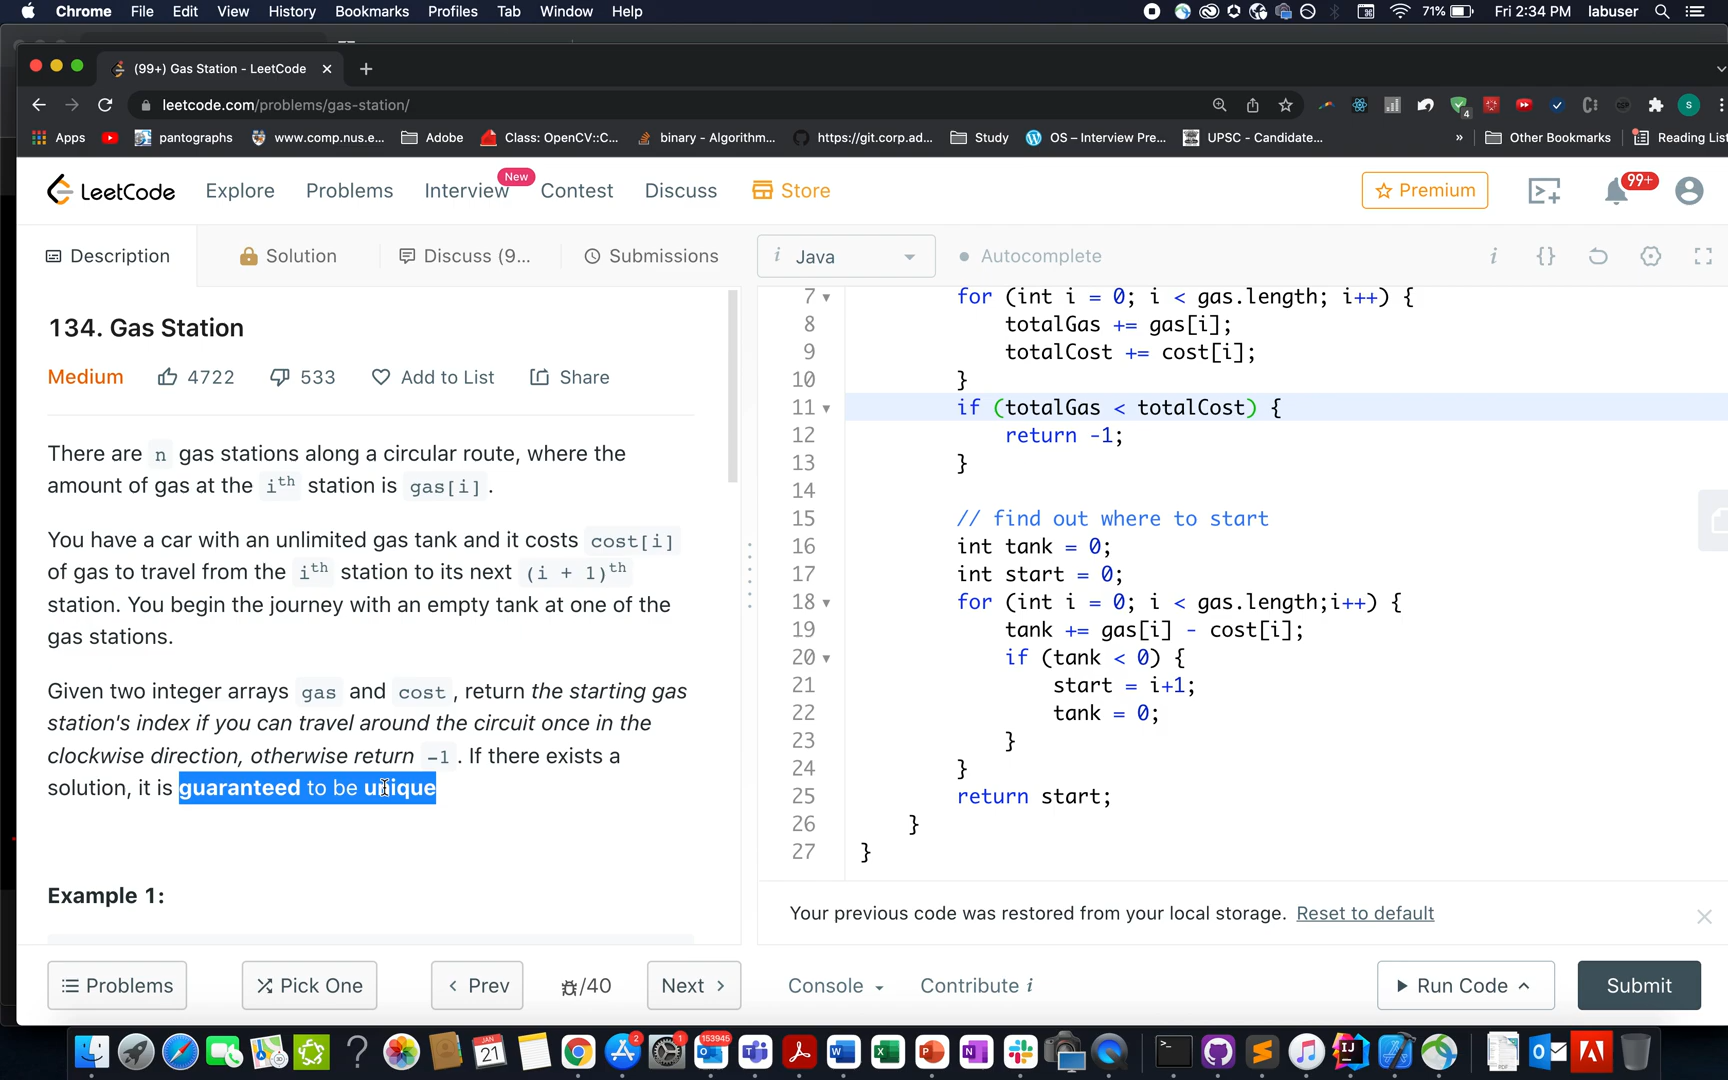 Chrome File Edit View History Bookmarks Profiles Tab Window Help 71% Fri 2:34 PM labuser
(99+) Gas Station - LeetCode
leetcode.com/problems/gas-station/
Apps pantographs www.comp.nus.e... Adobe Class: OpenCV::C... binary - Algorithm... https://git.corp.ad... Study OS – Interview Pre... UPSC - Candidate... » Other Bookmarks Reading List
LeetCode Explore Problems Interview New Contest Discuss Store Premium 99+
Description Solution Discuss (9... Submissions
i Java Autocomplete
134. Gas Station
Medium 4722 533 Add to List Share
There are n gas stations along a circular route, where the
amount of gas at the ith station is gas[i].
You have a car with an unlimited gas tank and it costs cost[i]
of gas to travel from the ith station to its next (i + 1)th
station. You begin the journey with an empty tank at one of the
gas stations.
Given two integer arrays gas and cost, return the starting gas
station's index if you can travel around the circuit once in the
clockwise direction, otherwise return -1. If there exists a
solution, it is guaranteed to be unique
Example 1:
7 for (int i = 0; i < gas.length; i++) {
8 totalGas += gas[i];
9 totalCost += cost[i];
10 }
11 if (totalGas < totalCost) {
12 return -1;
13 }
14
15 // find out where to start
16 int tank = 0;
17 int start = 0;
18 for (int i = 0; i < gas.length;i++) {
19 tank += gas[i] - cost[i];
20 if (tank < 0) {
21 start = i+1;
22 tank = 0;
23 }
24 }
25 return start;
26 }
27 }
Your previous code was restored from your local storage. Reset to default
Problems Pick One Prev /40 Next Console Contribute i Run Code Submit
JAN 21 2 1 153945